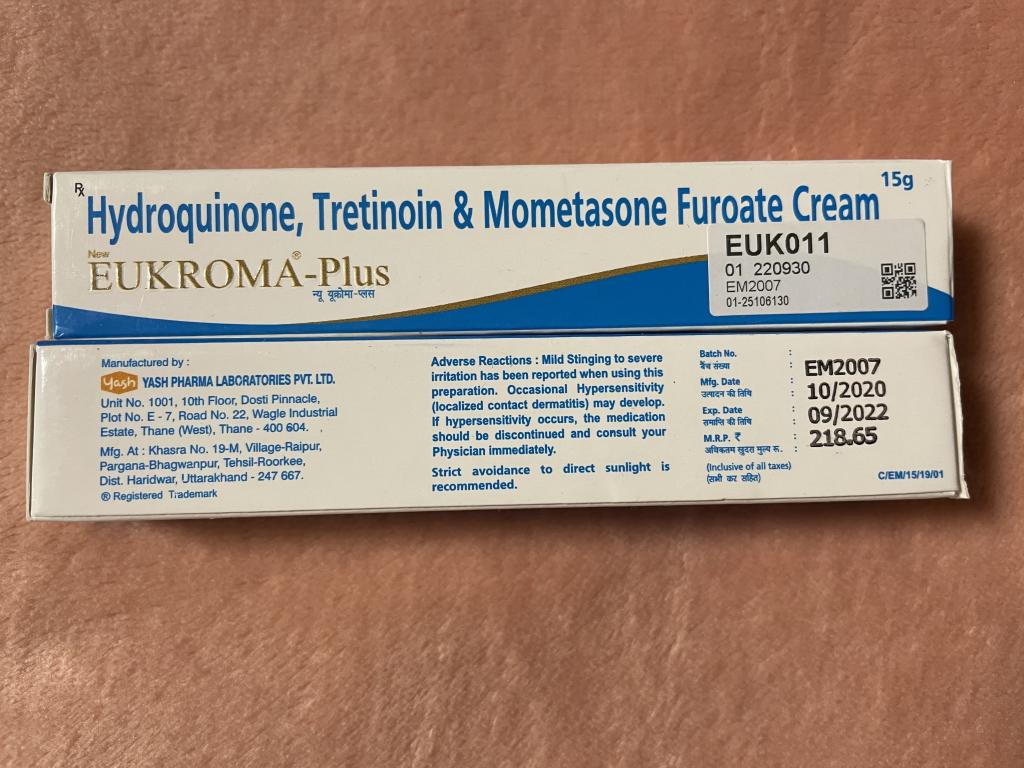 Rx
Hydroquinone, Tretinoin & Mometasone Furoate Cream
15g
New
EUKROMA®-Plus
न्यू यूक्रोमा-प्लस
EUK011
01 220930
EM2007
01-25106130
Manufactured by :
Yash YASH PHARMA LABORATORIES PVT. LTD.
Unit No. 1001, 10th Floor, Dosti Pinnacle,
Plot No. E - 7, Road No. 22, Wagle Industrial
Estate, Thane (West), Thane - 400 604.
Mfg. At : Khasra No. 19-M, Village-Raipur,
Pargana-Bhagwanpur, Tehsil-Roorkee,
Dist. Haridwar, Uttarakhand - 247 667.
® Registered Trademark
Adverse Reactions : Mild Stinging to severe
irritation has been reported when using this
preparation. Occasional Hypersensitivity
(localized contact dermatitis) may develop.
If hypersensitivity occurs, the medication
should be discontinued and consult your
Physician immediately.
Strict avoidance to direct sunlight is
recommended.
Batch No. : EM2007
बैच संख्या
Mfg. Date : 10/2020
उत्पादन की तिथि :
Exp. Date : 09/2022
समाप्ति की तिथि :
M.R.P. ₹ : 218.65
अधिकतम खुदरा मुल्य रू. :
(Inclusive of all taxes)
(सभी कर सहित)
C/EM/15/19/01